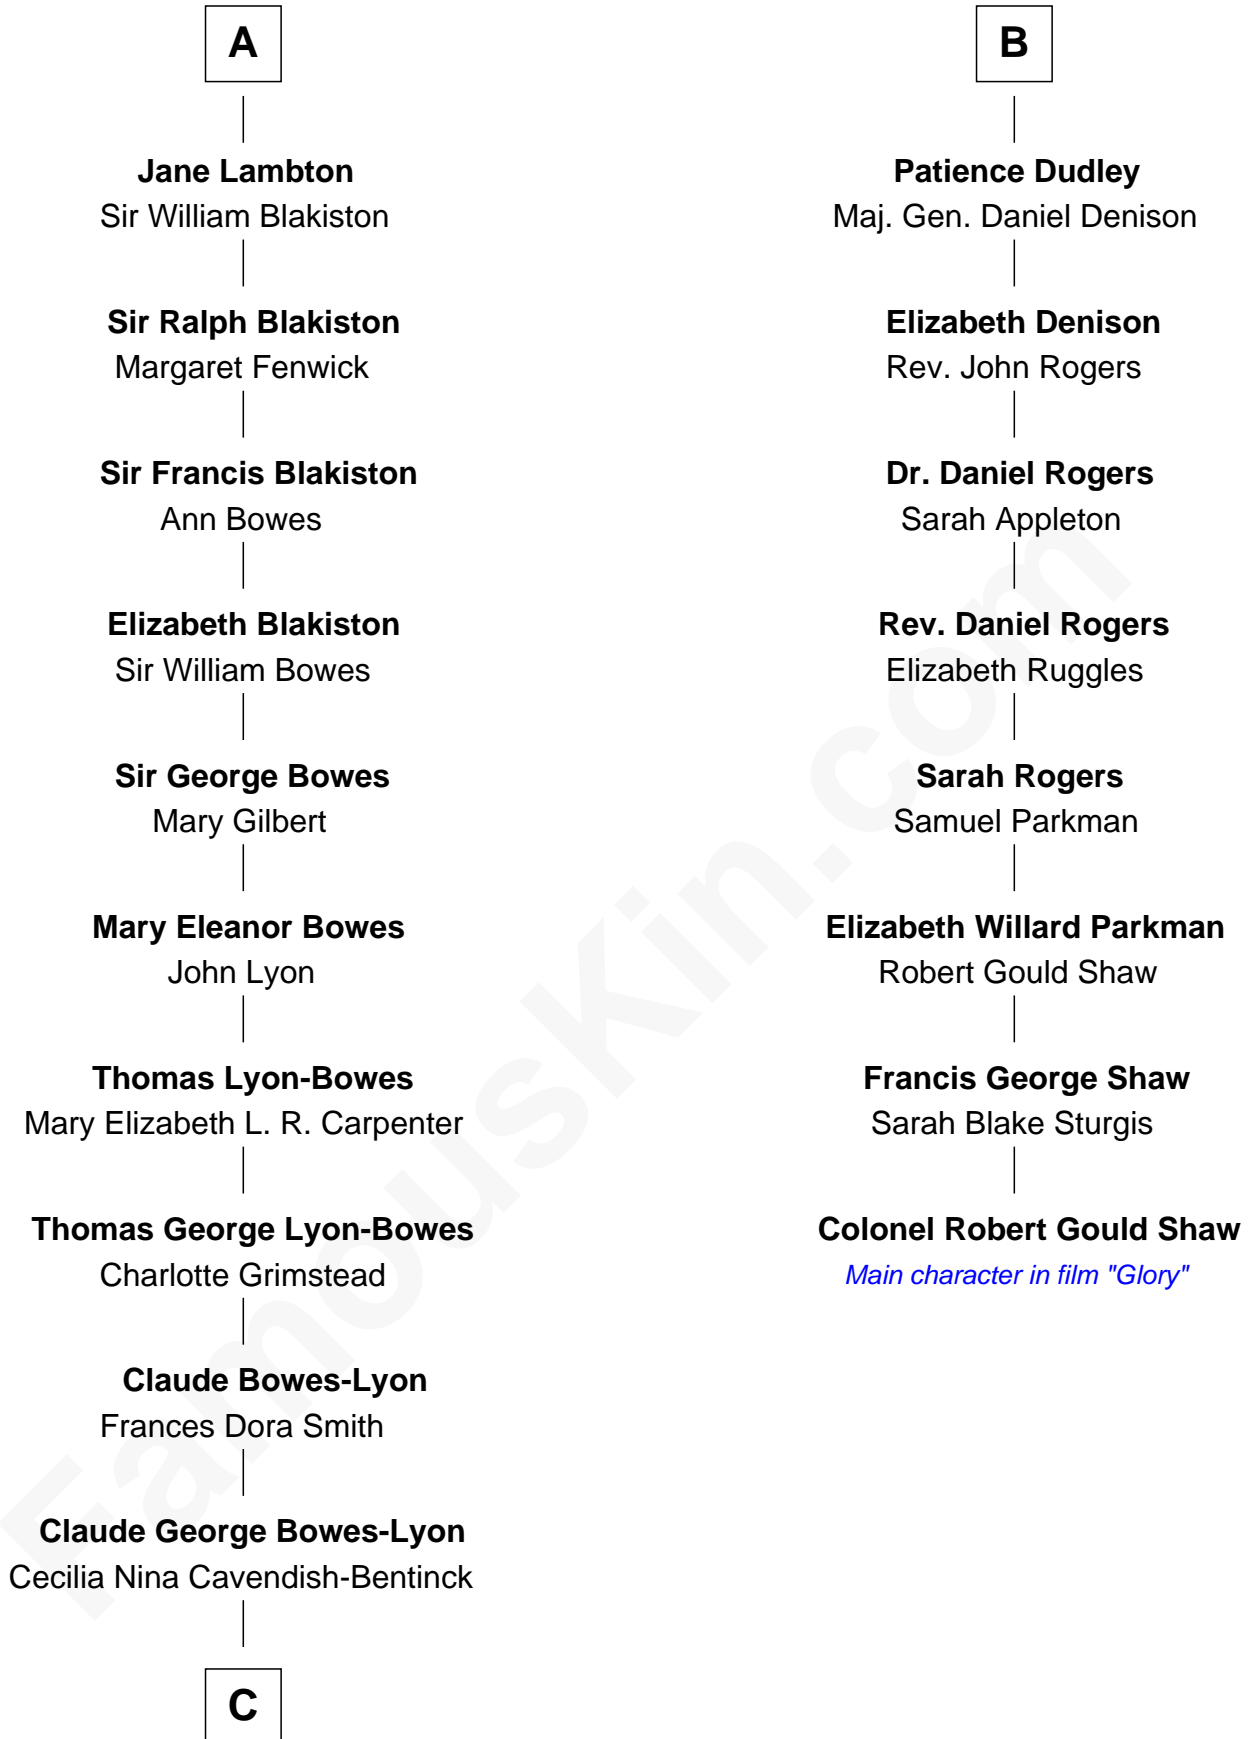 A
Jane Lambton
Sir William Blakiston
Sir Ralph Blakiston
Margaret Fenwick
Sir Francis Blakiston
Ann Bowes
Elizabeth Blakiston
Sir William Bowes
Sir George Bowes
Mary Gilbert
Mary Eleanor Bowes
John Lyon
Thomas Lyon-Bowes
Mary Elizabeth L. R. Carpenter
Thomas George Lyon-Bowes
Charlotte Grimstead
Claude Bowes-Lyon
Frances Dora Smith
Claude George Bowes-Lyon
Cecilia Nina Cavendish-Bentinck
C
B
Patience Dudley
Maj. Gen. Daniel Denison
Elizabeth Denison
Rev. John Rogers
Dr. Daniel Rogers
Sarah Appleton
Rev. Daniel Rogers
Elizabeth Ruggles
Sarah Rogers
Samuel Parkman
Elizabeth Willard Parkman
Robert Gould Shaw
Francis George Shaw
Sarah Blake Sturgis
Colonel Robert Gould Shaw
Main character in film "Glory"
FamousKin.com